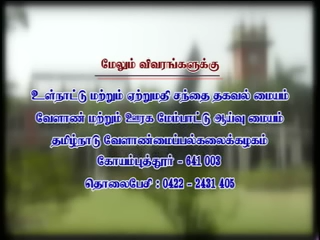 மேலும் விவரங்களுக்கு
உள்நாட்டு மற்றும் ஏற்றுமதி சந்தை தகவல் மையம்
வேளாண் மற்றும் ஊரக மேம்பாட்டு ஆய்வு மையம்
தமிழ்நாடு வேளாண்மைப்பல்கலைக்கழகம்
கோயம்புத்தூர் - 641 003
தொலைபேசி : 0422 - 2431 405